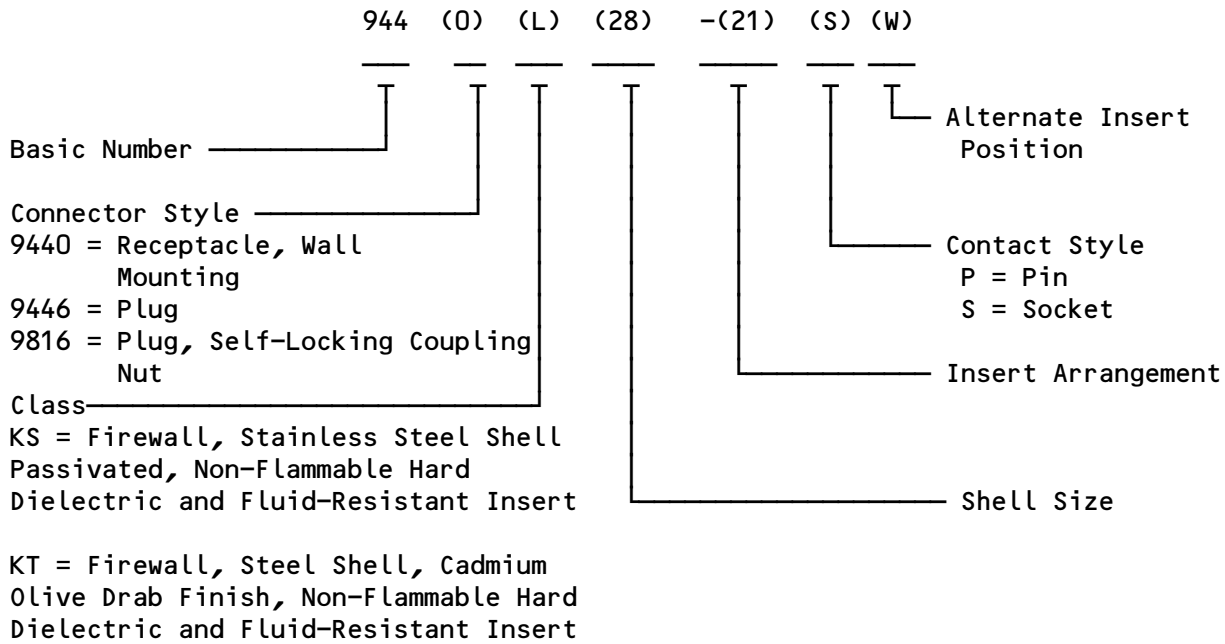 944 (0) (L) (28) -(21) (S) (W)
Alternate Insert
Basic Number Position
Connector Style
9440 = Receptacle, Wall Contact Style
Mounting P = Pin
9446 = Plug S = Socket
9816 = Plug, Self-Locking Coupling
Nut Insert Arrangement
Class
KS = Firewall, Stainless Steel Shell
Passivated, Non-Flammable Hard
Dielectric and Fluid-Resistant Insert Shell Size
KT = Firewall, Steel Shell, Cadmium
Olive Drab Finish, Non-Flammable Hard
Dielectric and Fluid-Resistant Insert